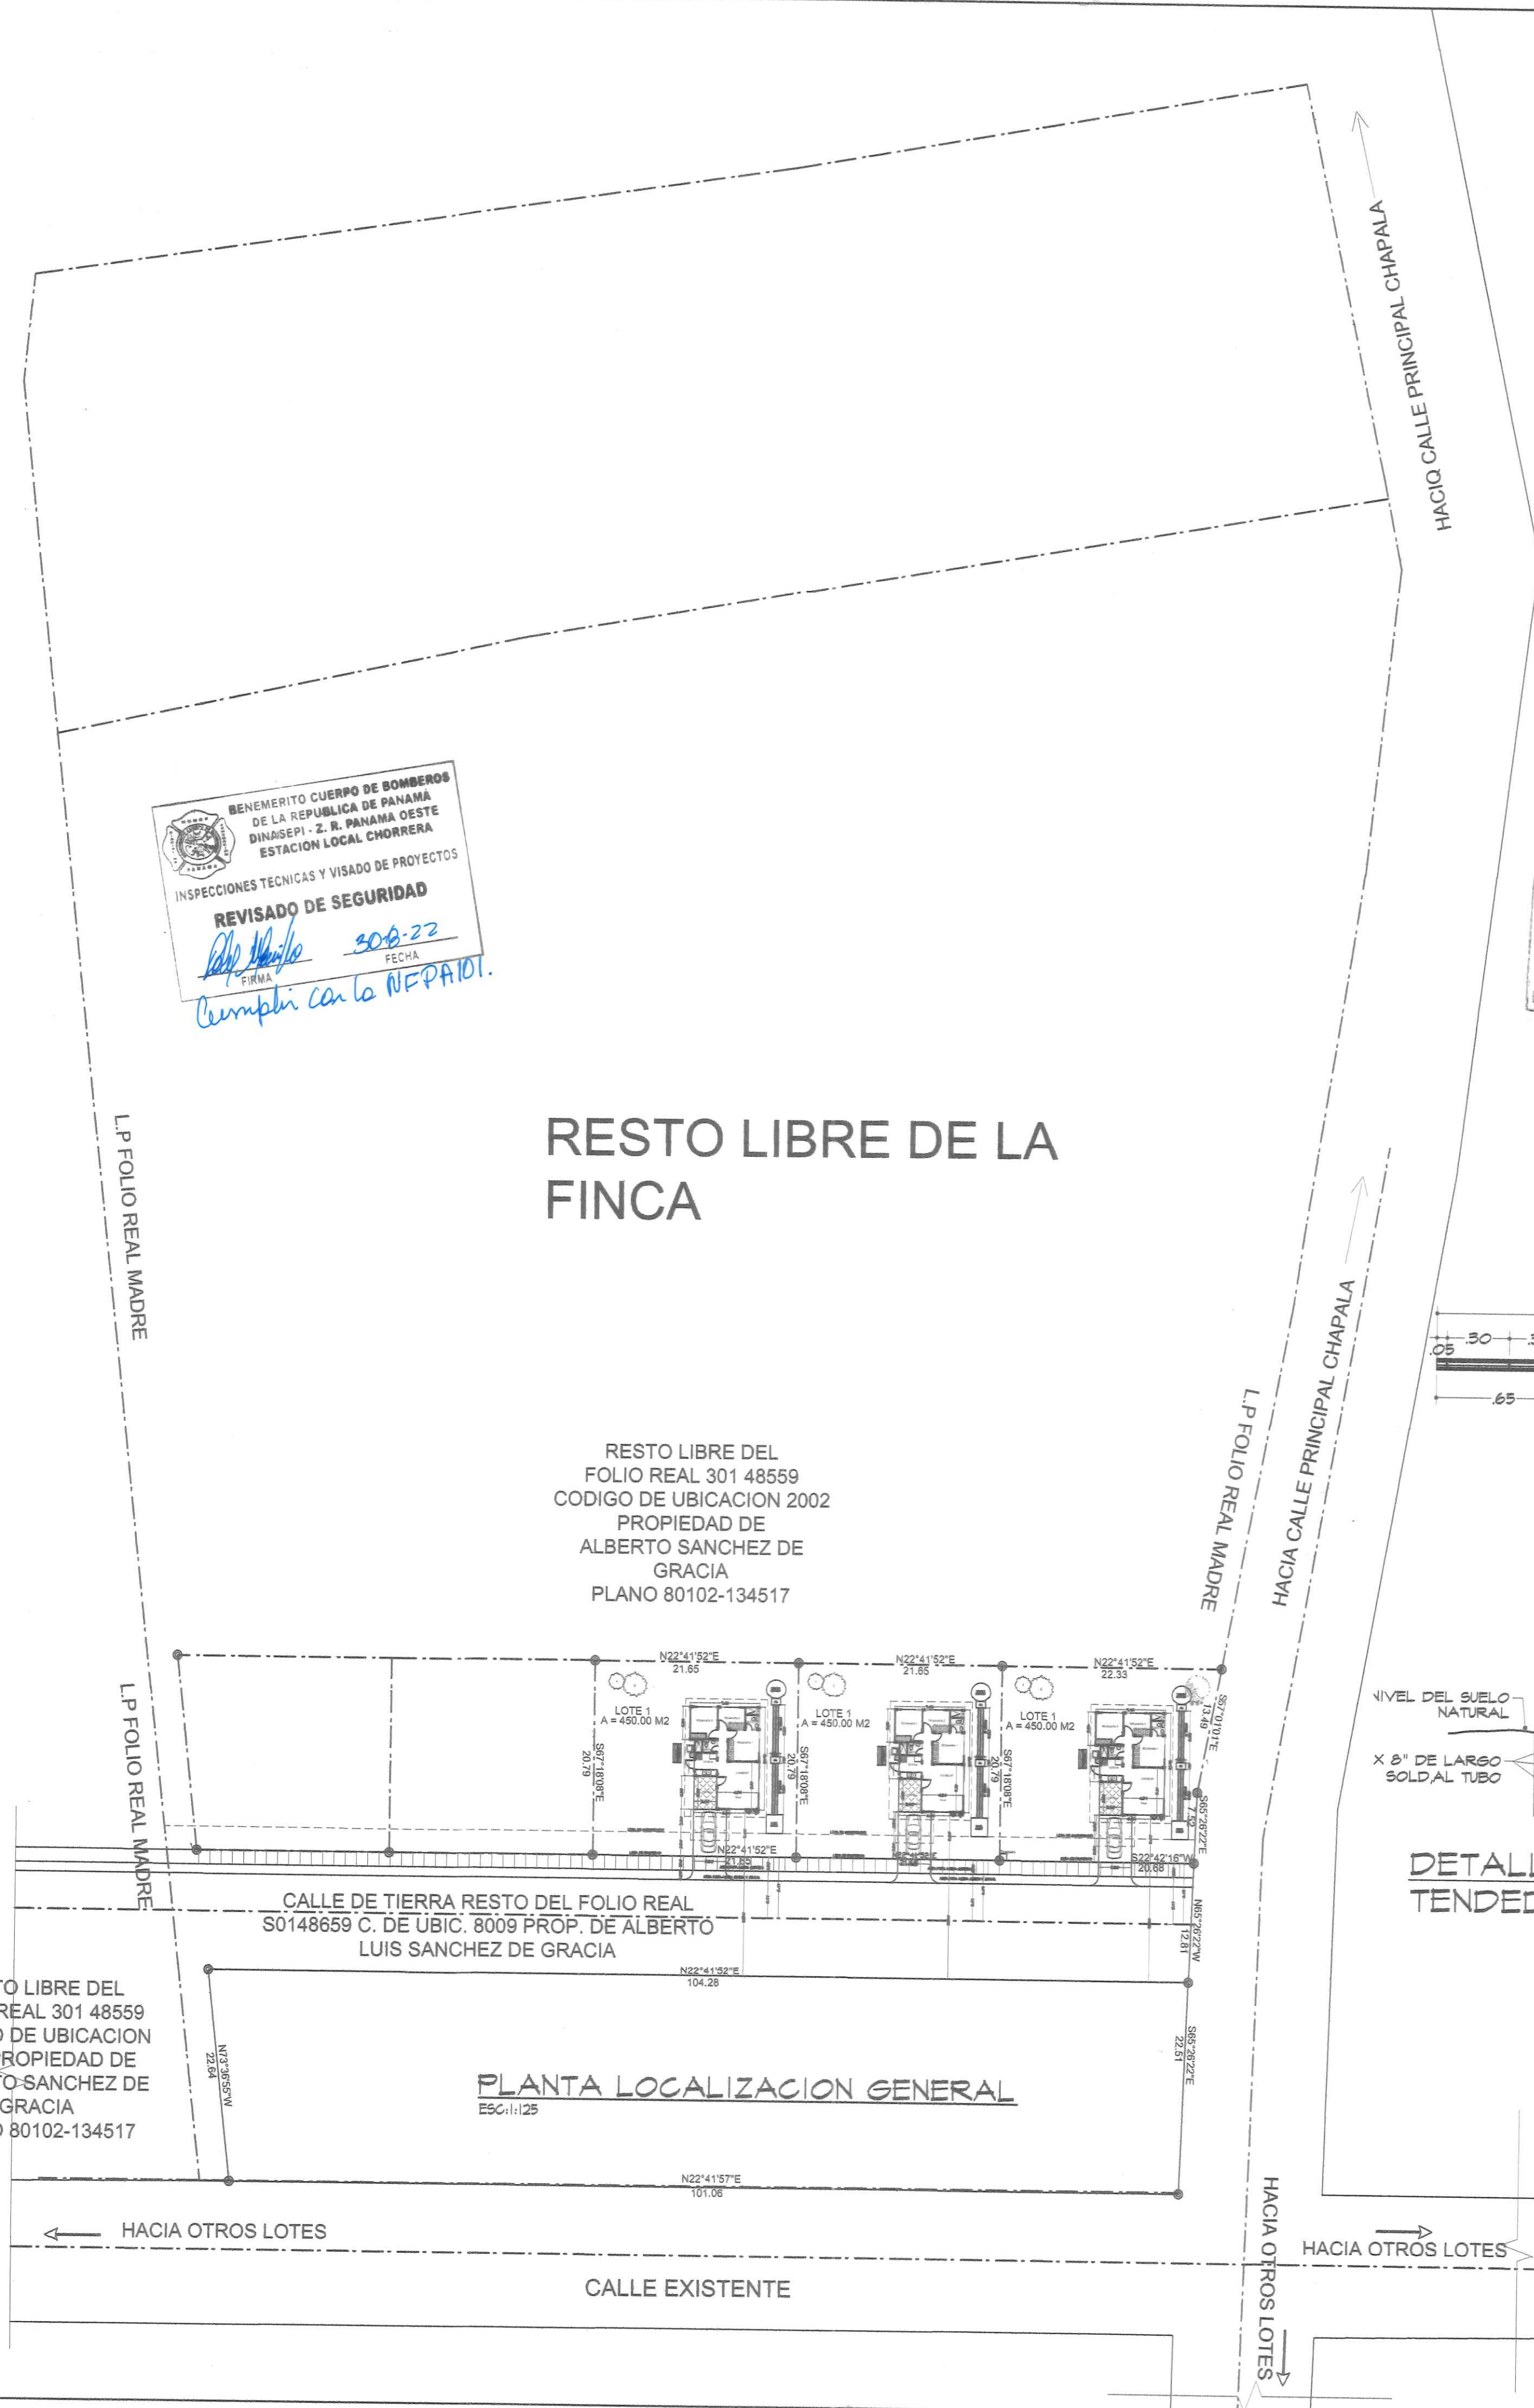 HACIQ CALLE PRINCIPAL CHAPALA
BENEMERITO CUERPO DE BOMBEROS
DE LA REPUBLICA DE PANAMÁ
DINASEPI - Z. R. PANAMA OESTE
ESTACION LOCAL CHORRERA
INSPECCIONES TECNICAS Y VISADO DE PROYECTOS
REVISADO DE SEGURIDAD
FIRMA
FECHA
Cumplir con la NFPA101.
L.P FOLIO REAL MADRE
RESTO LIBRE DE LA
FINCA
HACIA CALLE PRINCIPAL CHAPALA
L.P FOLIO REAL MADRE
.30
.05
.65
RESTO LIBRE DEL
FOLIO REAL 301 48559
CODIGO DE UBICACION 2002
PROPIEDAD DE
ALBERTO SANCHEZ DE
GRACIA
PLANO 80102-134517
L.P FOLIO REAL MADRE
N22°41'52"E
21.65
N22°41'52"E
21.65
N22°41'52"E
22.33
LOTE 1
A = 450.00 M2
LOTE 1
A = 450.00 M2
LOTE 1
A = 450.00 M2
S67°18'08"E
20.79
S67°18'08"E
20.79
S67°18'08"E
20.79
S67°01'01"E
13.49
S65°26'22"E
7.52
N22°41'52"E
21.65
S22°42'16"W
20.68
NIVEL DEL SUELO
NATURAL
X 8" DE LARGO
SOLD,AL TUBO
DETALL
TENDED
CALLE DE TIERRA RESTO DEL FOLIO REAL
S0148659 C. DE UBIC. 8009 PROP. DE ALBERTO
LUIS SANCHEZ DE GRACIA
N65°26'22"W
12.81
N22°41'52"E
104.28
TO LIBRE DEL
REAL 301 48559
O DE UBICACION
PROPIEDAD DE
TO SANCHEZ DE
GRACIA
O 80102-134517
N73°36'55"W
22.64
S65°26'22"E
22.51
PLANTA LOCALIZACION GENERAL
ESC:1:125
N22°41'57"E
101.06
HACIA OTROS LOTES
HACIA OTROS LOTES
HACIA OTROS LOTES
CALLE EXISTENTE